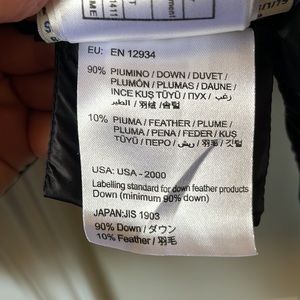 EU: EN 12934
90% PIUMINO / DOWN / DUVET /
PLUMÓN / PLUMAS / DAUNE /
INCE KUŞ TÜYÜ / ПУХ / زغب
الطير / 羽绒 / 솜털
10% PIUMA / FEATHER / PLUME /
PLUMA / PENA / FEDER / KUŞ
TÜYÜ / ПЕРО / ريش / 羽毛 / 깃털
USA: USA - 2000
Labelling standard for down feather products
Down (minimum 90% down)
JAPAN:JIS 1903
90% Down / ダウン
10% Feather / 羽毛